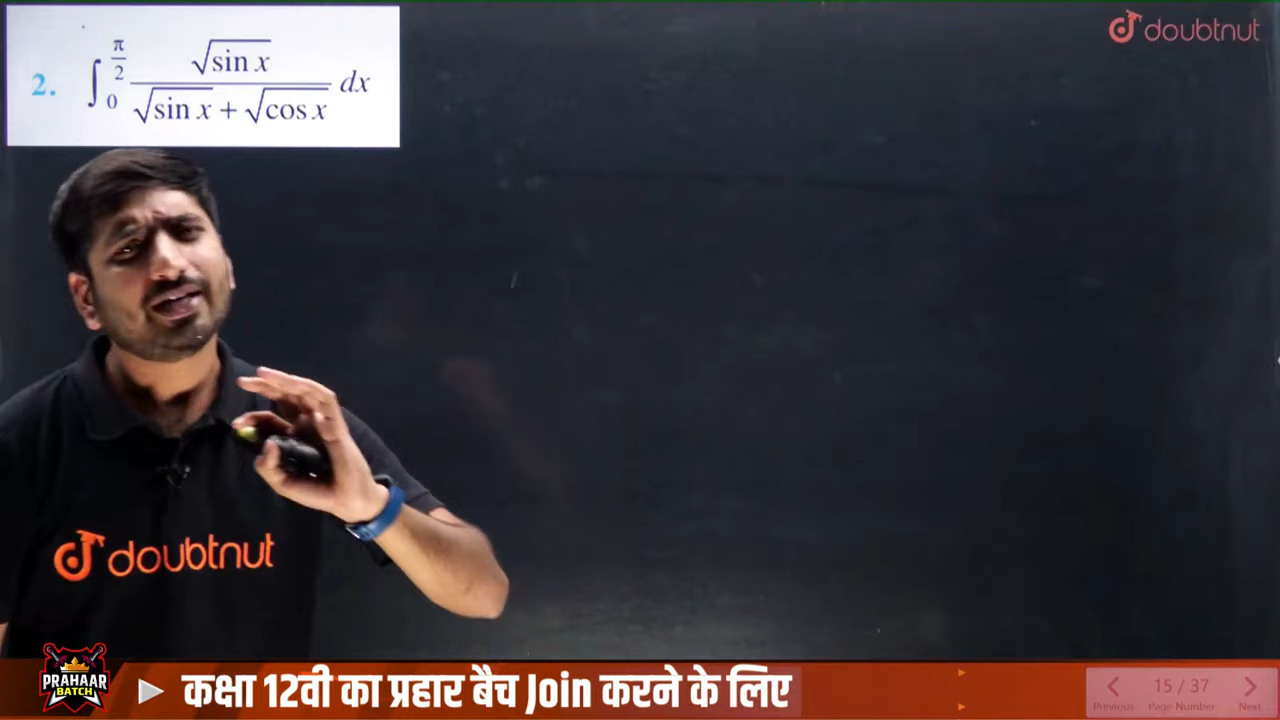 doubtnut
2. ∫₀^{π/2} √sin x / (√sin x + √cos x) dx
doubtnut
PRAHAAR
BATCH
कक्षा 12वी का प्रहार बैच Join करने के लिए
15 / 37
Previous Page Number Next